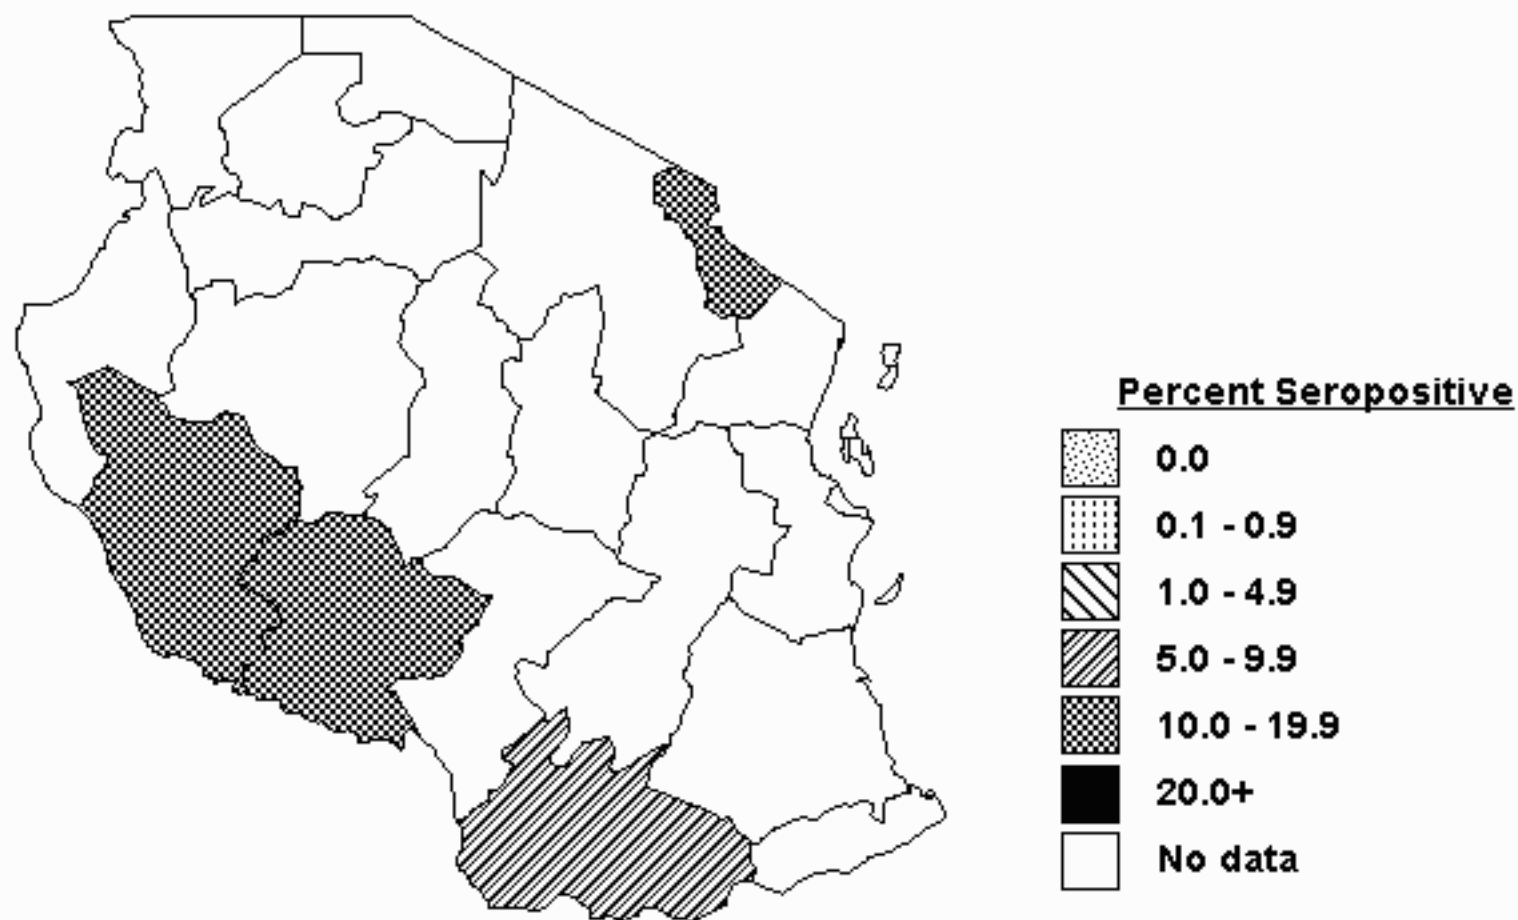 Percent Seropositive
0.0
0.1 - 0.9
1.0 - 4.9
5.0 - 9.9
10.0 - 19.9
20.0+
No data